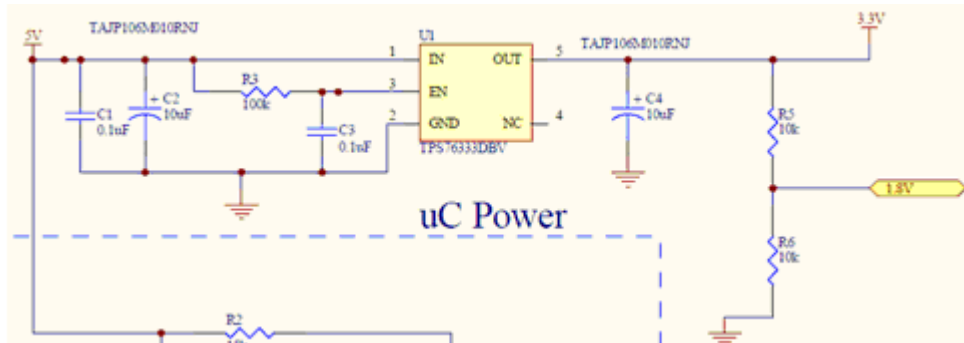 TAJP106M010RNJ
5V
U1
TAJP106M010RNJ
3.3V
1
IN
OUT
5
R3
100k
3
EN
C1
0.1uF
+ C2
10uF
C3
0.1uF
2
GND
NC
4
+ C4
10uF
R5
10k
TPS76333DBV
1.8V
uC Power
R6
10k
R2